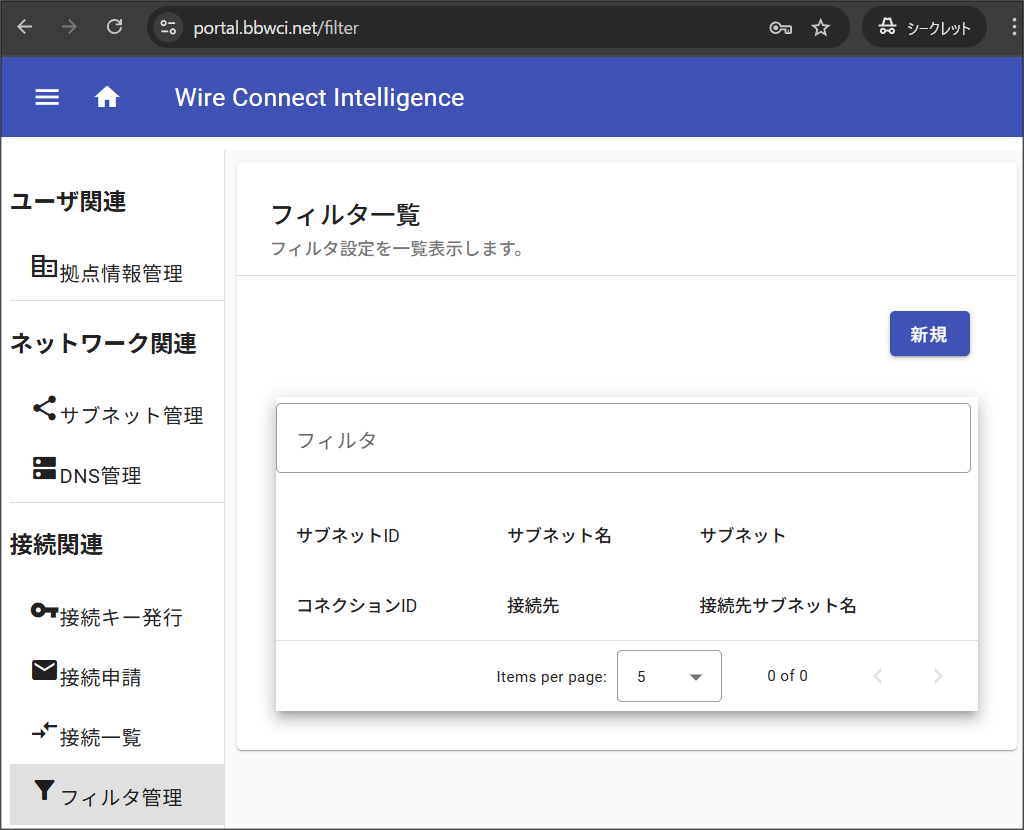 portal.bbwci.net/filter
シークレット
Wire Connect Intelligence
ユーザ関連
拠点情報管理
ネットワーク関連
サブネット管理
DNS管理
接続関連
接続キー発行
接続申請
接続一覧
フィルタ管理
フィルタ一覧
フィルタ設定を一覧表示します。
新規
フィルタ
サブネットID サブネット名 サブネット
コネクションID 接続先 接続先サブネット名
Items per page: 5 0 of 0